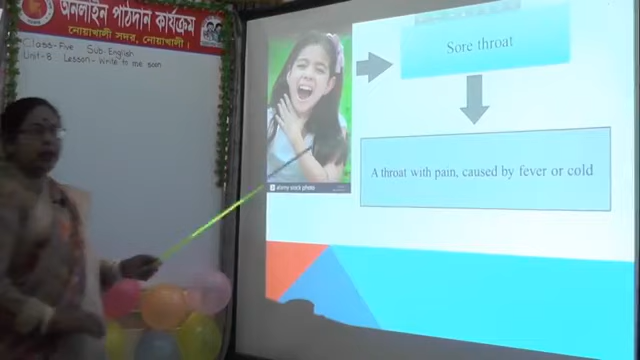 অনলাইন পাঠদান কার্যক্রম
নোয়াখালী সদর, নোয়াখালী.
Class-Five Sub: English
Unit-8 Lesson- Write to me soon
Sore throat
A throat with pain, caused by fever or cold
alamy stock photo